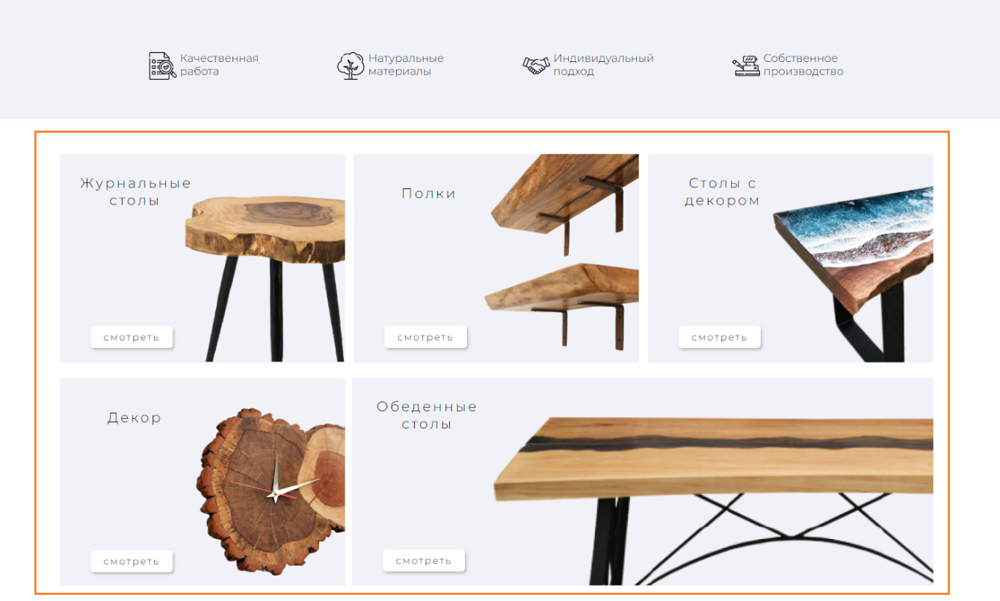 Качественная
работа
Натуральные
материалы
Индивидуальный
подход
Собственное
производство
Журнальные
столы
смотреть
Полки
смотреть
Столы с
декором
смотреть
Декор
смотреть
Обеденные
столы
смотреть